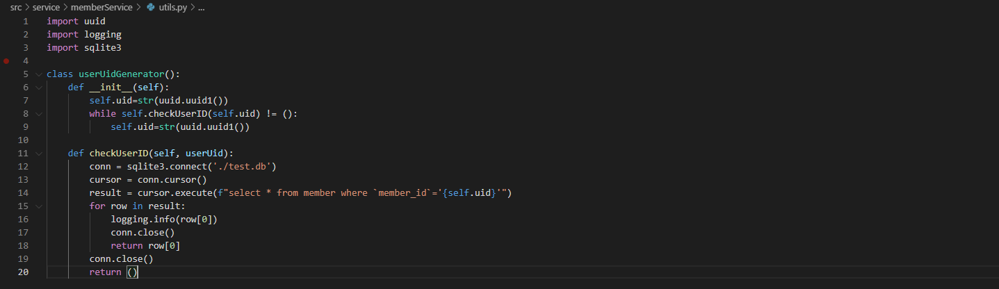 src > service > memberService > utils.py > ...
1 import uuid
2 import logging
3 import sqlite3
4
5 class userUidGenerator():
6     def __init__(self):
7         self.uid=str(uuid.uuid1())
8         while self.checkUserID(self.uid) != ():
9             self.uid=str(uuid.uuid1())
10
11     def checkUserID(self, userUid):
12         conn = sqlite3.connect('./test.db')
13         cursor = conn.cursor()
14         result = cursor.execute(f"select * from member where `member_id`='{self.uid}'")
15         for row in result:
16             logging.info(row[0])
17             conn.close()
18             return row[0]
19         conn.close()
20         return ()